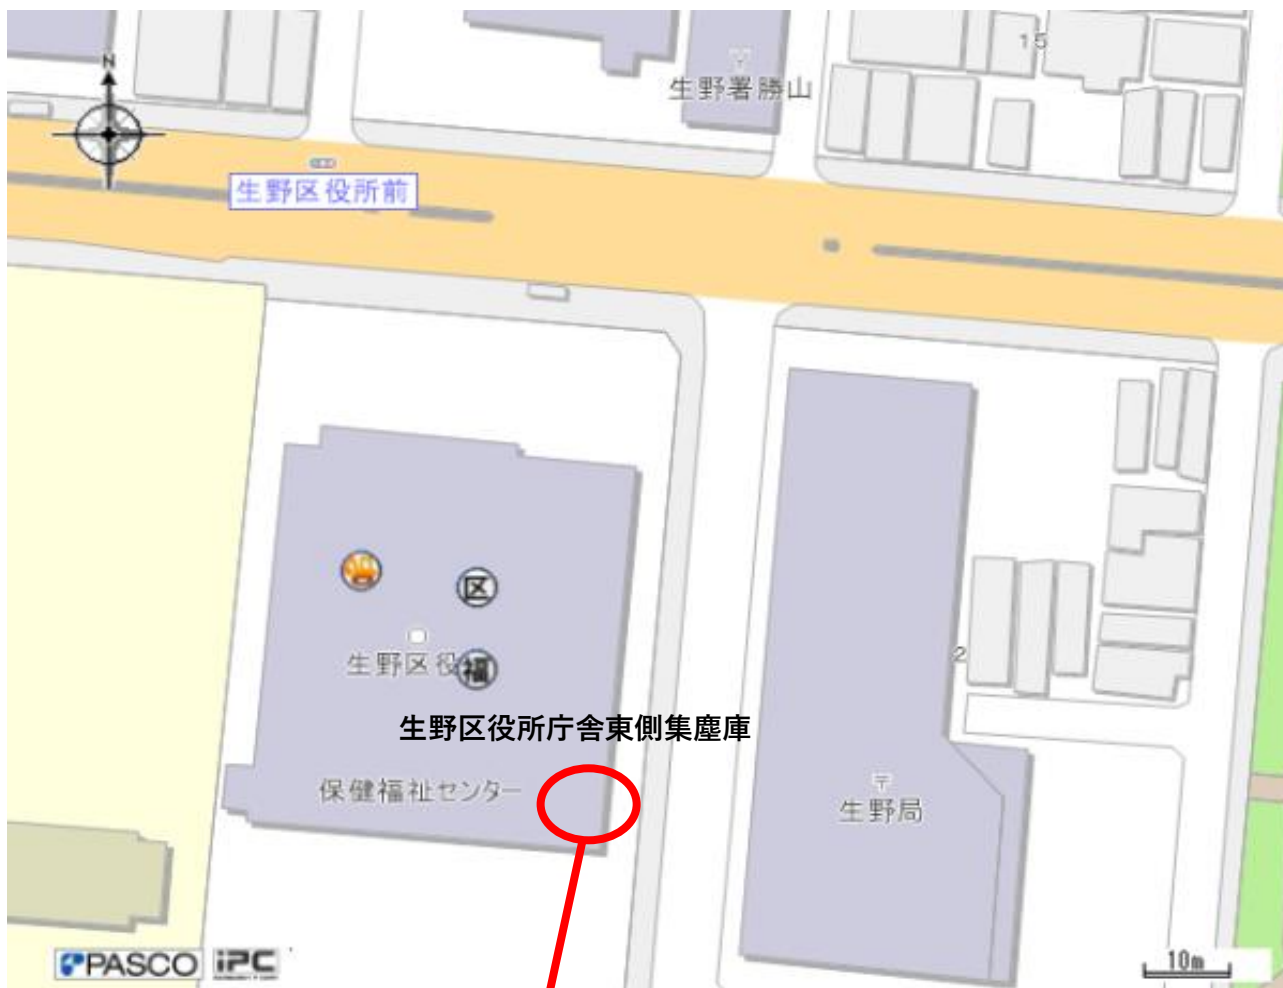 15
N
生野署勝山
生野区役所前
区
生野区役
福
2
生野区役所庁舎東側集塵庫
保健福祉センター
〒
生野局
PASCO
iPC
10m